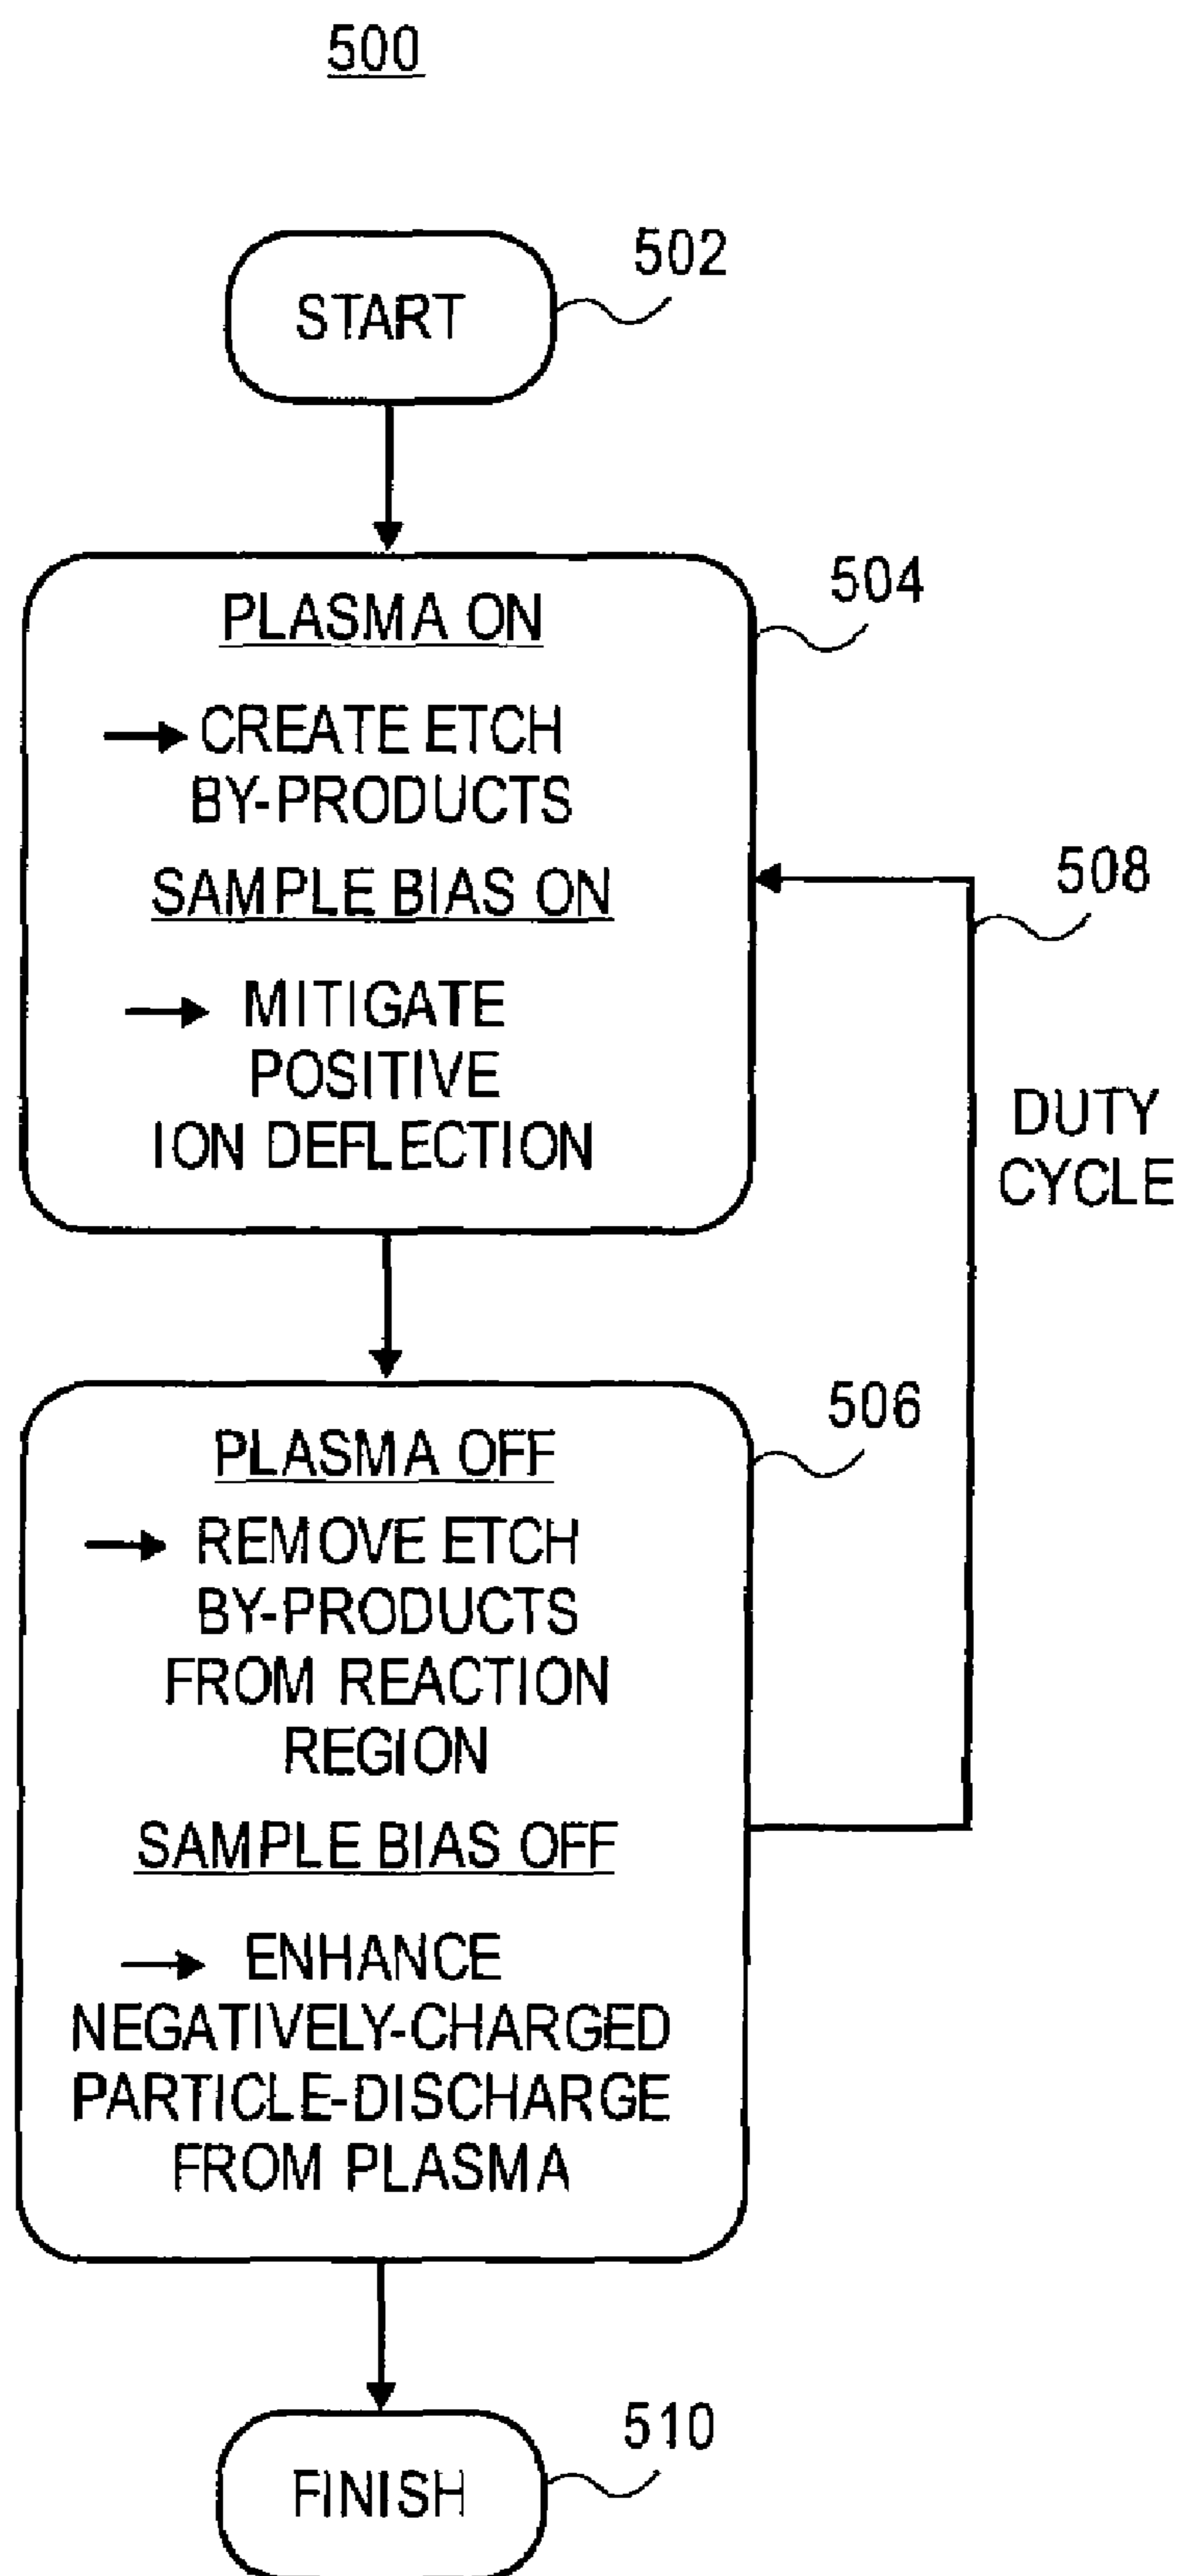 500
START
502
PLASMA ON
CREATE ETCH
BY-PRODUCTS
SAMPLE BIAS ON
MITIGATE
POSITIVE
ION DEFLECTION
504
508
DUTY
CYCLE
PLASMA OFF
REMOVE ETCH
BY-PRODUCTS
FROM REACTION
REGION
SAMPLE BIAS OFF
ENHANCE
NEGATIVELY-CHARGED
PARTICLE-DISCHARGE
FROM PLASMA
506
FINISH
510